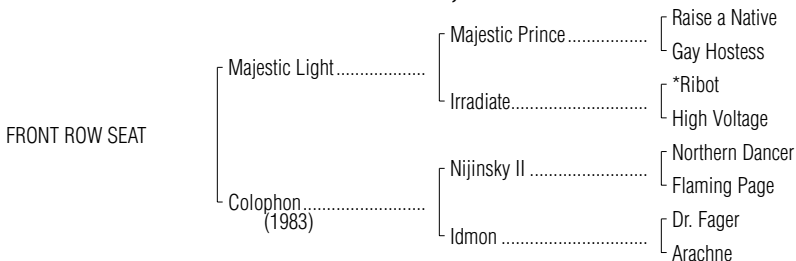 Raise a Native
Majestic Prince.................
Gay Hostess
Majestic Light...................
*Ribot
Irradiate.............................
High Voltage
FRONT ROW SEAT
Northern Dancer
Nijinsky II .........................
Flaming Page
Colophon..........................
(1983)
Dr. Fager
Idmon ...............................
Arachne